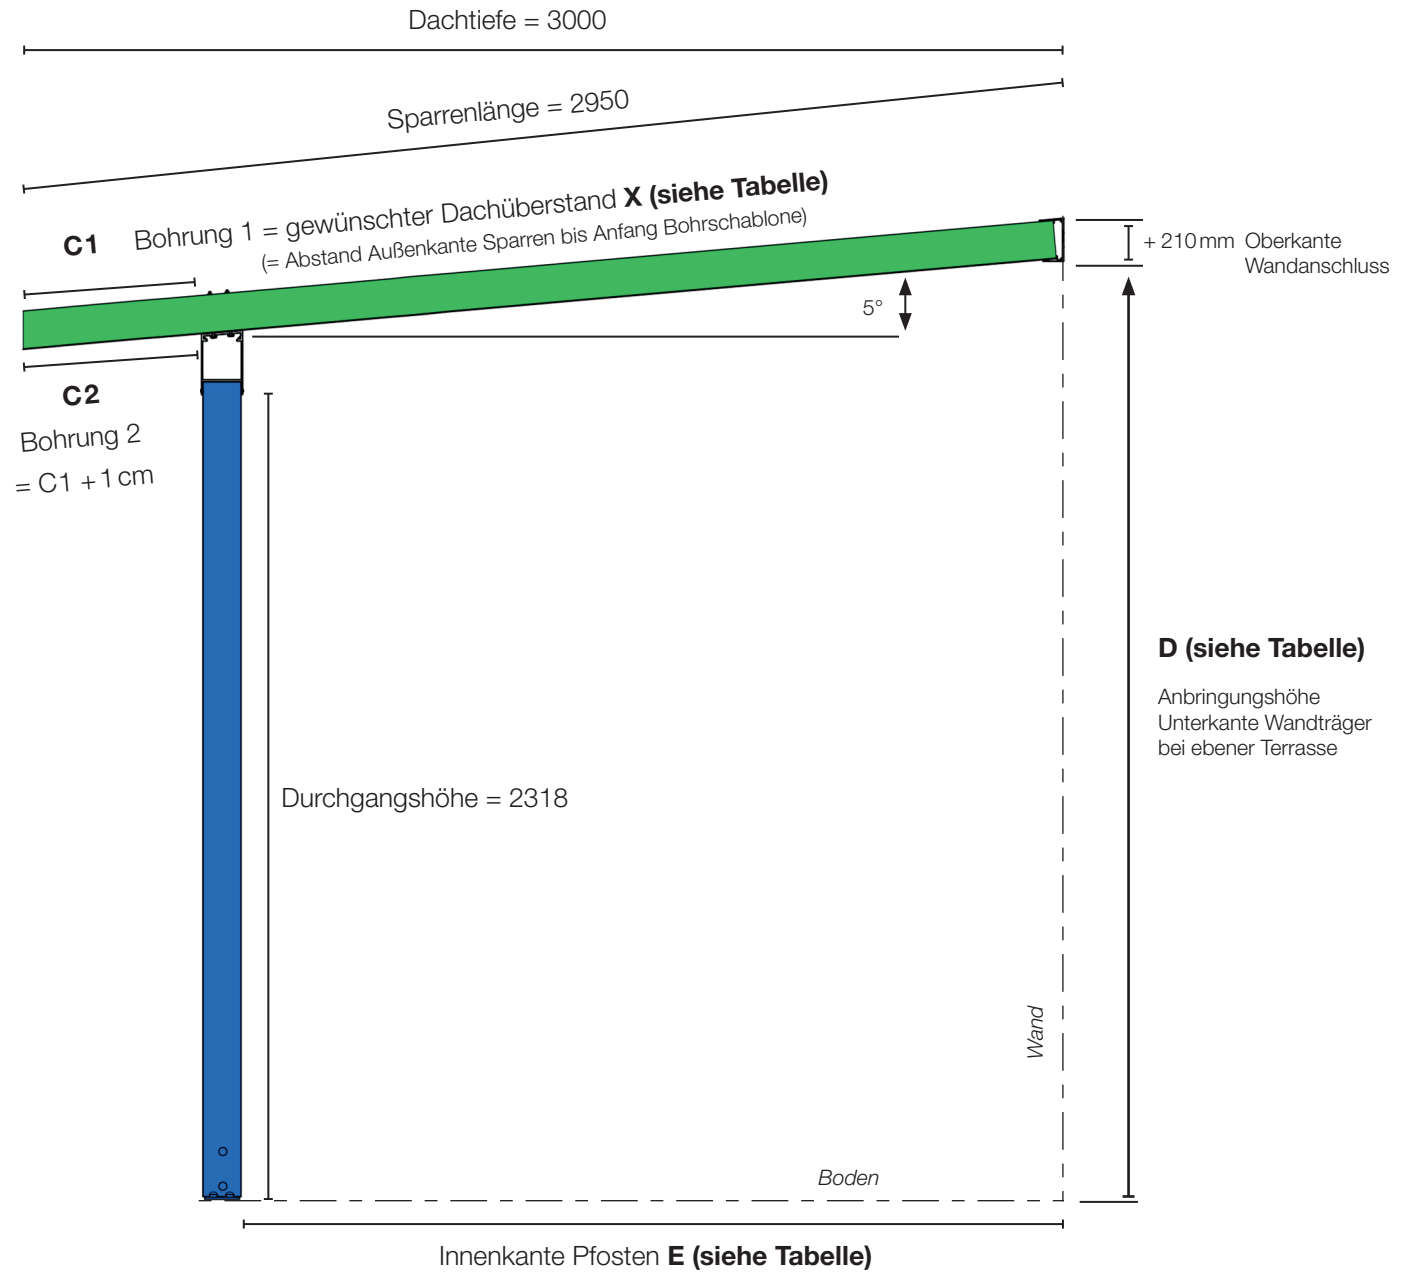 Dachtiefe = 3000
Sparrenlänge = 2950
C1 Bohrung 1 = gewünschter Dachüberstand X (siehe Tabelle)
(= Abstand Außenkante Sparren bis Anfang Bohrschablone)
+ 210 mm Oberkante
Wandanschluss
5°
C2
Bohrung 2
= C1 + 1 cm
D (siehe Tabelle)
Anbringungshöhe
Unterkante Wandträger
bei ebener Terrasse
Durchgangshöhe = 2318
Wand
Boden
Innenkante Pfosten E (siehe Tabelle)